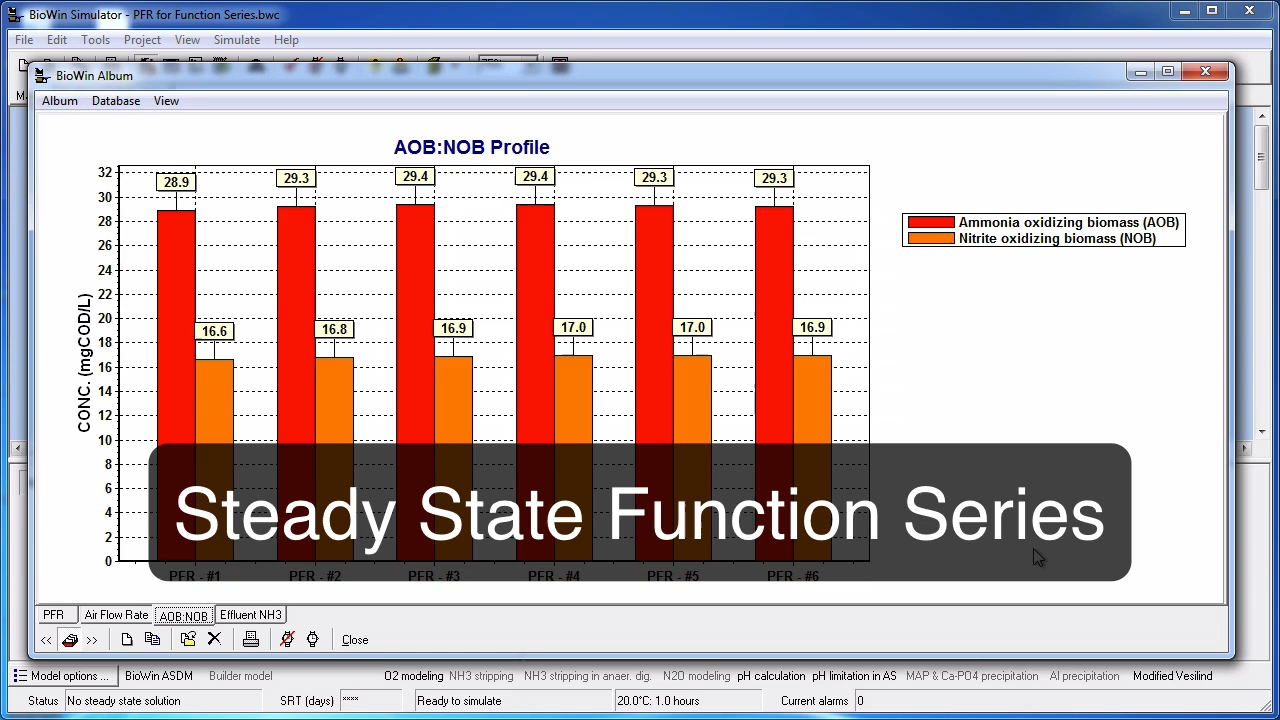 BioWin Simulator - PFR for Function Series.bwc
File Edit Tools Project View Simulate Help
BioWin Album
Album Database View
AOB:NOB Profile
32
30
28
26
24
22
20
18
16
14
12
10
8
6
4
2
0
CONC. (mgCOD/L)
28.9 29.3 29.4 29.4 29.3 29.3
16.6 16.8 16.9 17.0 17.0 16.9
Ammonia oxidizing biomass (AOB)
Nitrite oxidizing biomass (NOB)
Steady State Function Series
PFR - #1 PFR - #2 PFR - #3 PFR - #4 PFR - #5 PFR - #6
PFR Air Flow Rate AOB:NOB Effluent NH3
<< >> Close
Model options ... BioWin ASDM Builder model O2 modeling NH3 stripping NH3 stripping in anaer. dig. N2O modeling pH calculation pH limitation in AS MAP & Ca-PO4 precipitation Al precipitation Modified Vesilind
Status No steady state solution SRT (days) **** Ready to simulate 20.0°C: 1.0 hours Current alarms 0